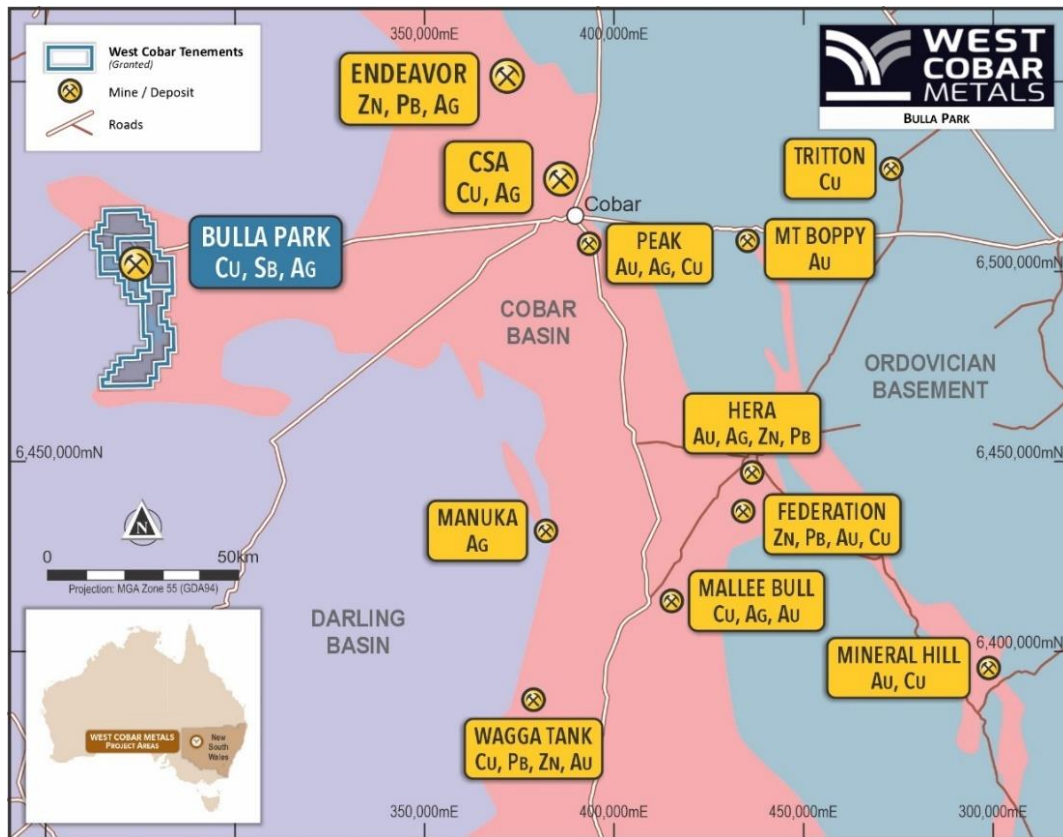 350,000mE
400,000mE
West Cobar Tenements
(Granted)
Mine / Deposit
Roads
WEST
COBAR
METALS
BULLA PARK
ENDEAVOR
ZN, PB, AG
CSA
CU, AG
TRITTON
CU
Cobar
BULLA PARK
CU, SB, AG
PEAK
AU, AG, CU
MT BOPPY
AU
6,500,000mN
COBAR
BASIN
ORDOVICIAN
BASEMENT
HERA
AU, AG, ZN, PB
6,450,000mN
6,450,000mN
MANUKA
AG
FEDERATION
ZN, PB, AU, CU
N
0
50km
Projection: MGA Zone 55 (GDA94)
MALLEE BULL
CU, AG, AU
DARLING
BASIN
MINERAL HILL
AU, CU
6,400,000mN
WEST COBAR METALS
PROJECT AREAS
New
South
Wales
WAGGA TANK
CU, PB, ZN, AU
350,000mE
400,000mE
450,000mE
300,000mE